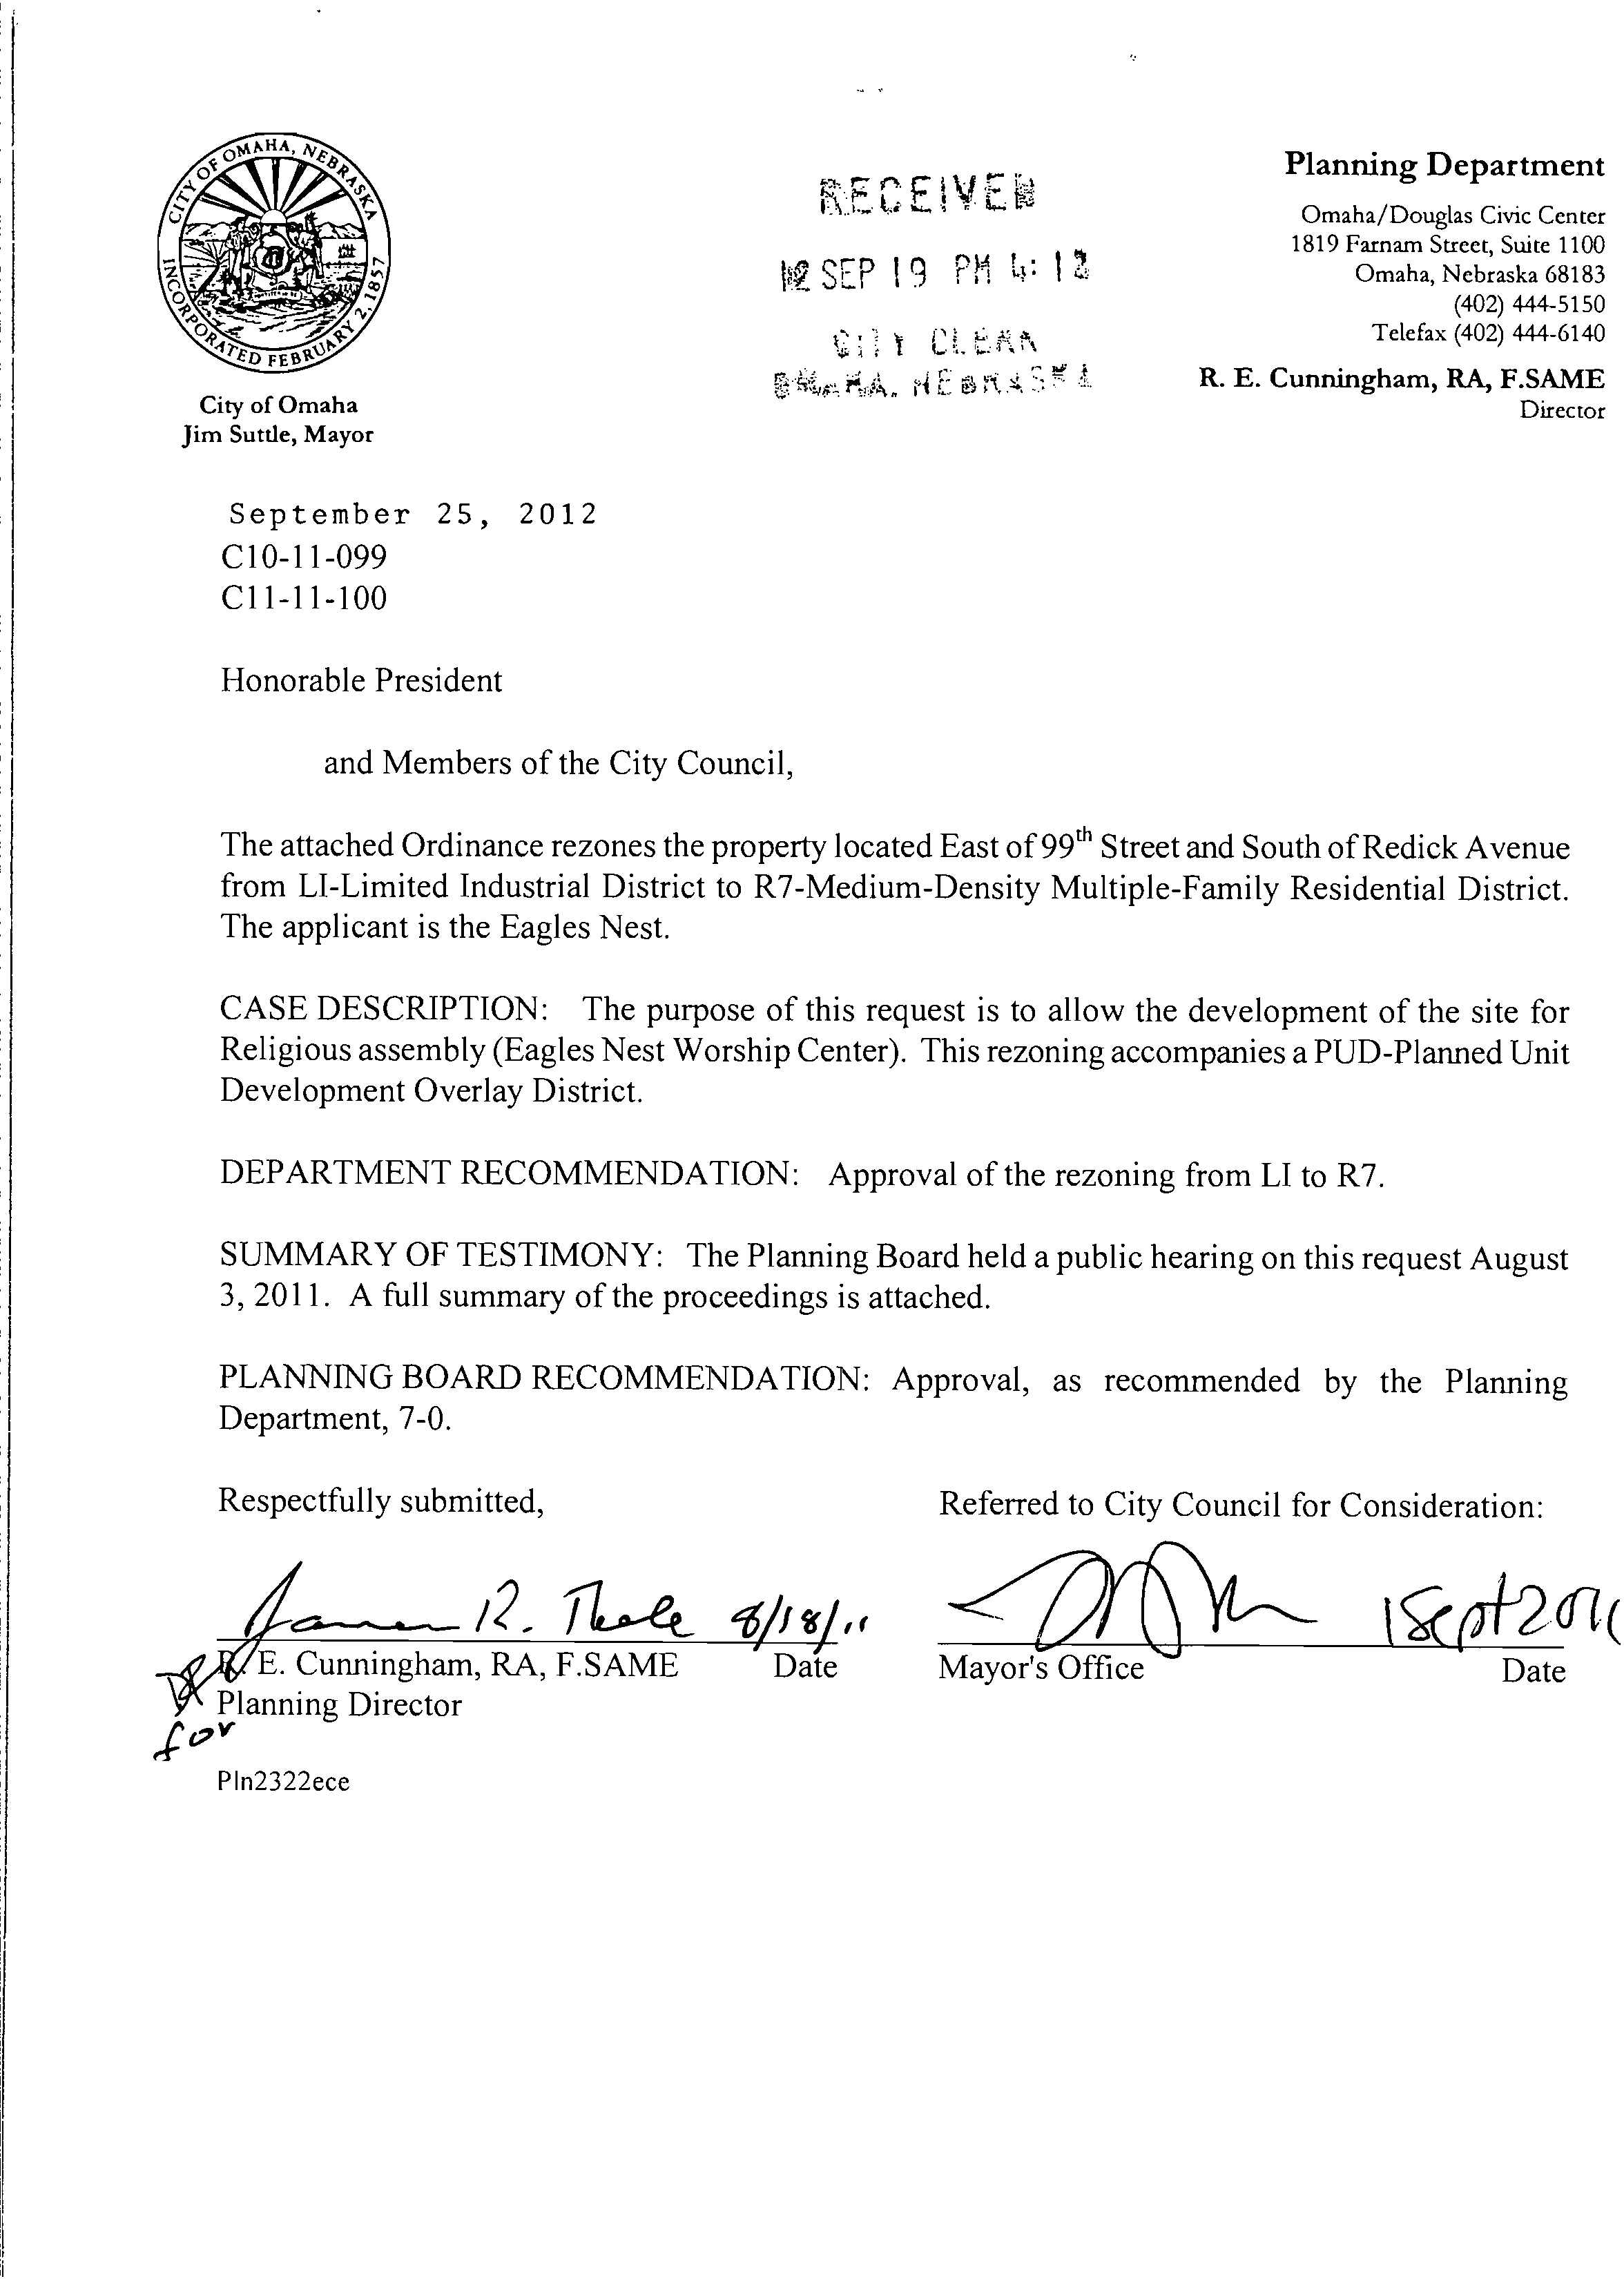 CITY OF OMAHA, NEBRASKA
INCORPORATED FEBRUARY 2, 1857
City of Omaha
Jim Suttle, Mayor
RECEIVED
12 SEP 19 PM 4:
CITY CLERK
OMAHA, NEBRASKA
Planning Department
Omaha/Douglas Civic Center
1819 Farnam Street, Suite 1100
Omaha, Nebraska 68183
(402) 444-5150
Telefax (402) 444-6140
R. E. Cunningham, RA, F.SAME
Director
September 25, 2012
C10-11-099
C11-11-100
Honorable President
and Members of the City Council,
The attached Ordinance rezones the property located East of 99th Street and South of Redick Avenue
from LI-Limited Industrial District to R7-Medium-Density Multiple-Family Residential District.
The applicant is the Eagles Nest.
CASE DESCRIPTION: The purpose of this request is to allow the development of the site for
Religious assembly (Eagles Nest Worship Center). This rezoning accompanies a PUD-Planned Unit
Development Overlay District.
DEPARTMENT RECOMMENDATION: Approval of the rezoning from LI to R7.
SUMMARY OF TESTIMONY: The Planning Board held a public hearing on this request August
3, 2011. A full summary of the proceedings is attached.
PLANNING BOARD RECOMMENDATION: Approval, as recommended by the Planning
Department, 7-0.
Respectfully submitted,
Referred to City Council for Consideration:
R. Thele 8/18/11
1 Sept 2011
R. E. Cunningham, RA, F.SAME Date
Mayor's Office Date
Planning Director
for
Pln2322ece